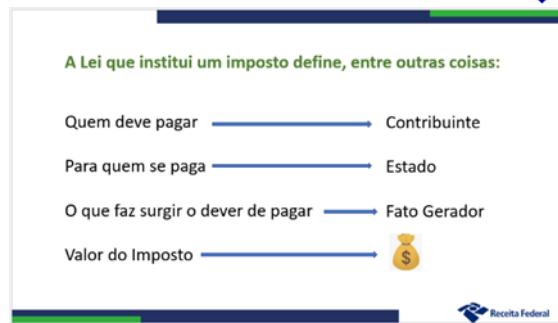 A Lei que institui um imposto define, entre outras coisas:
Quem deve pagar Contribuinte
Para quem se paga Estado
O que faz surgir o dever de pagar Fato Gerador
Valor do Imposto $
Receita Federal